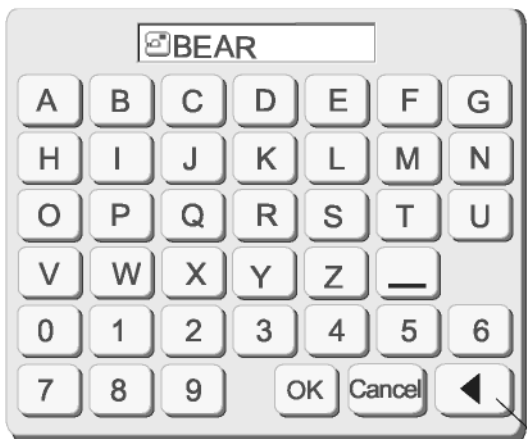 BEAR
A B C D E F G
H I J K L M N
O P Q R S T U
V W X Y Z _
0 1 2 3 4 5 6
7 8 9 OK Cancel